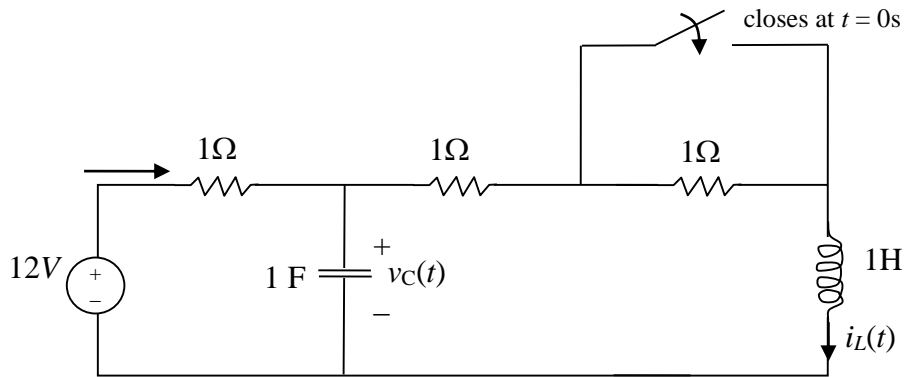 closes at t = 0s
1Ω
1Ω
1Ω
12V
+
–
1 F
+
vC(t)
–
1H
iL(t)